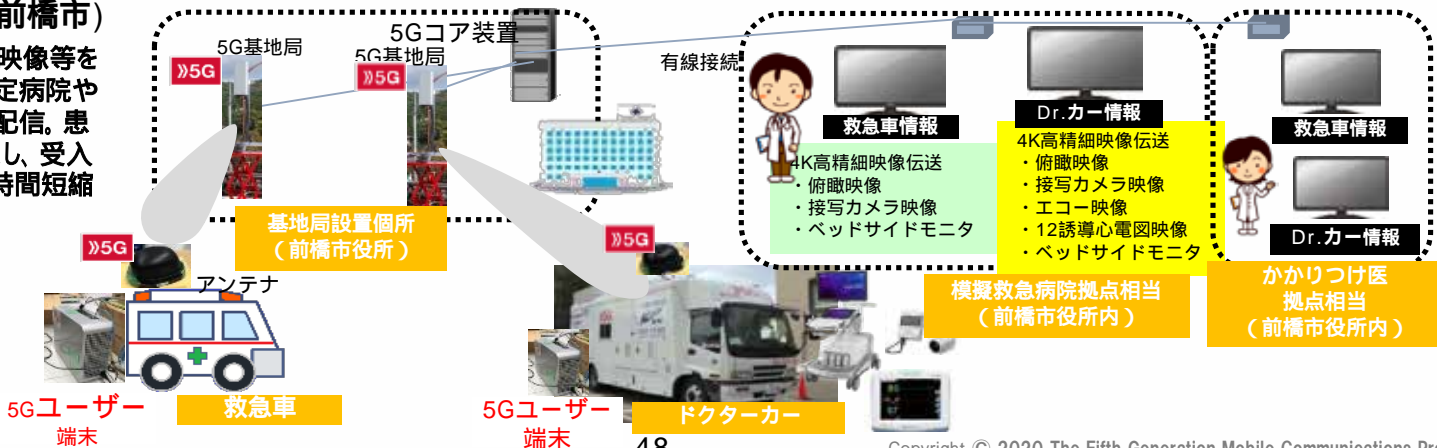 前橋市)
映像等を
定病院や
配信。患
し、受入
時間短縮
5G基地局
5G基地局
5Gコア装置
有線接続
»5G
»5G
救急車情報
4K高精細映像伝送
・俯瞰映像
・接写カメラ映像
・ベッドサイドモニタ
Dr.カー情報
4K高精細映像伝送
・俯瞰映像
・接写カメラ映像
・エコー映像
・12誘導心電図映像
・ベッドサイドモニタ
救急車情報
Dr.カー情報
基地局設置個所
(前橋市役所)
»5G
»5G
アンテナ
模擬救急病院拠点相当
(前橋市役所内)
かかりつけ医
拠点相当
(前橋市役所内)
5Gユーザー
端末
救急車
5Gユーザー
端末
ドクターカー
48
Copyright © 2020 The Fifth Generation Mobile Communications Pr